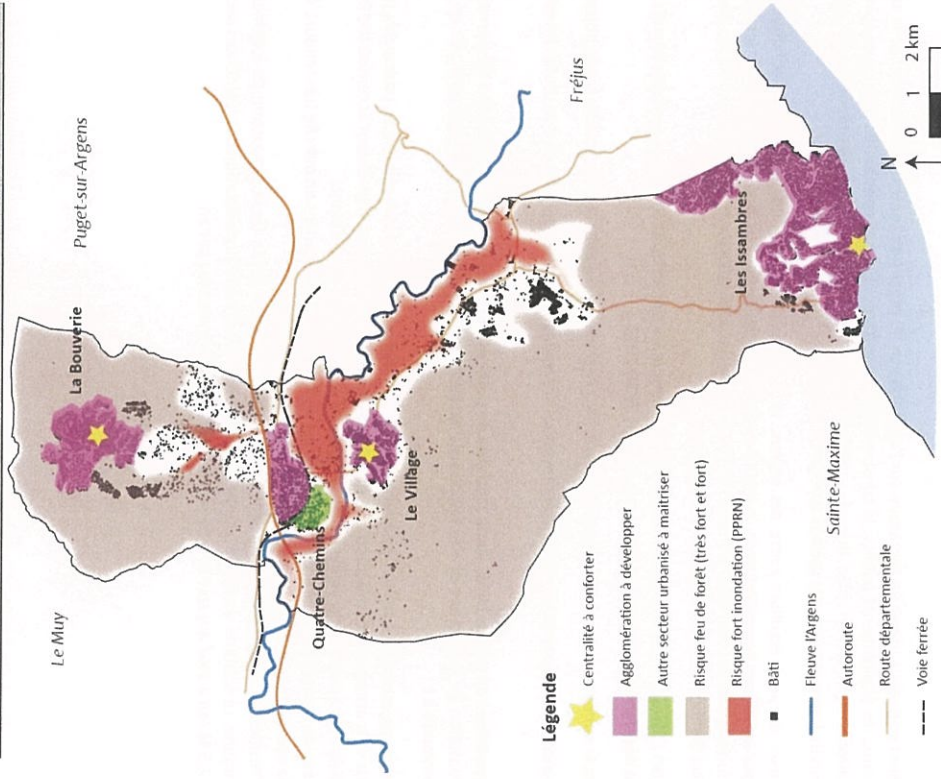 Le Muy
Puget-sur-Argens
La Bouverie
Fréjus
Quatre-Chemins
Le Village
Les Issambres
Sainte-Maxime
Légende
Centralité à conforter
Agglomération à développer
Autre secteur urbanisé à maitriser
Risque feu de forêt (très fort et fort)
Risque fort inondation (PPRN)
Bâti
Fleuve l'Argens
Autoroute
Route départementale
Voie ferrée
N
0 1 2 km